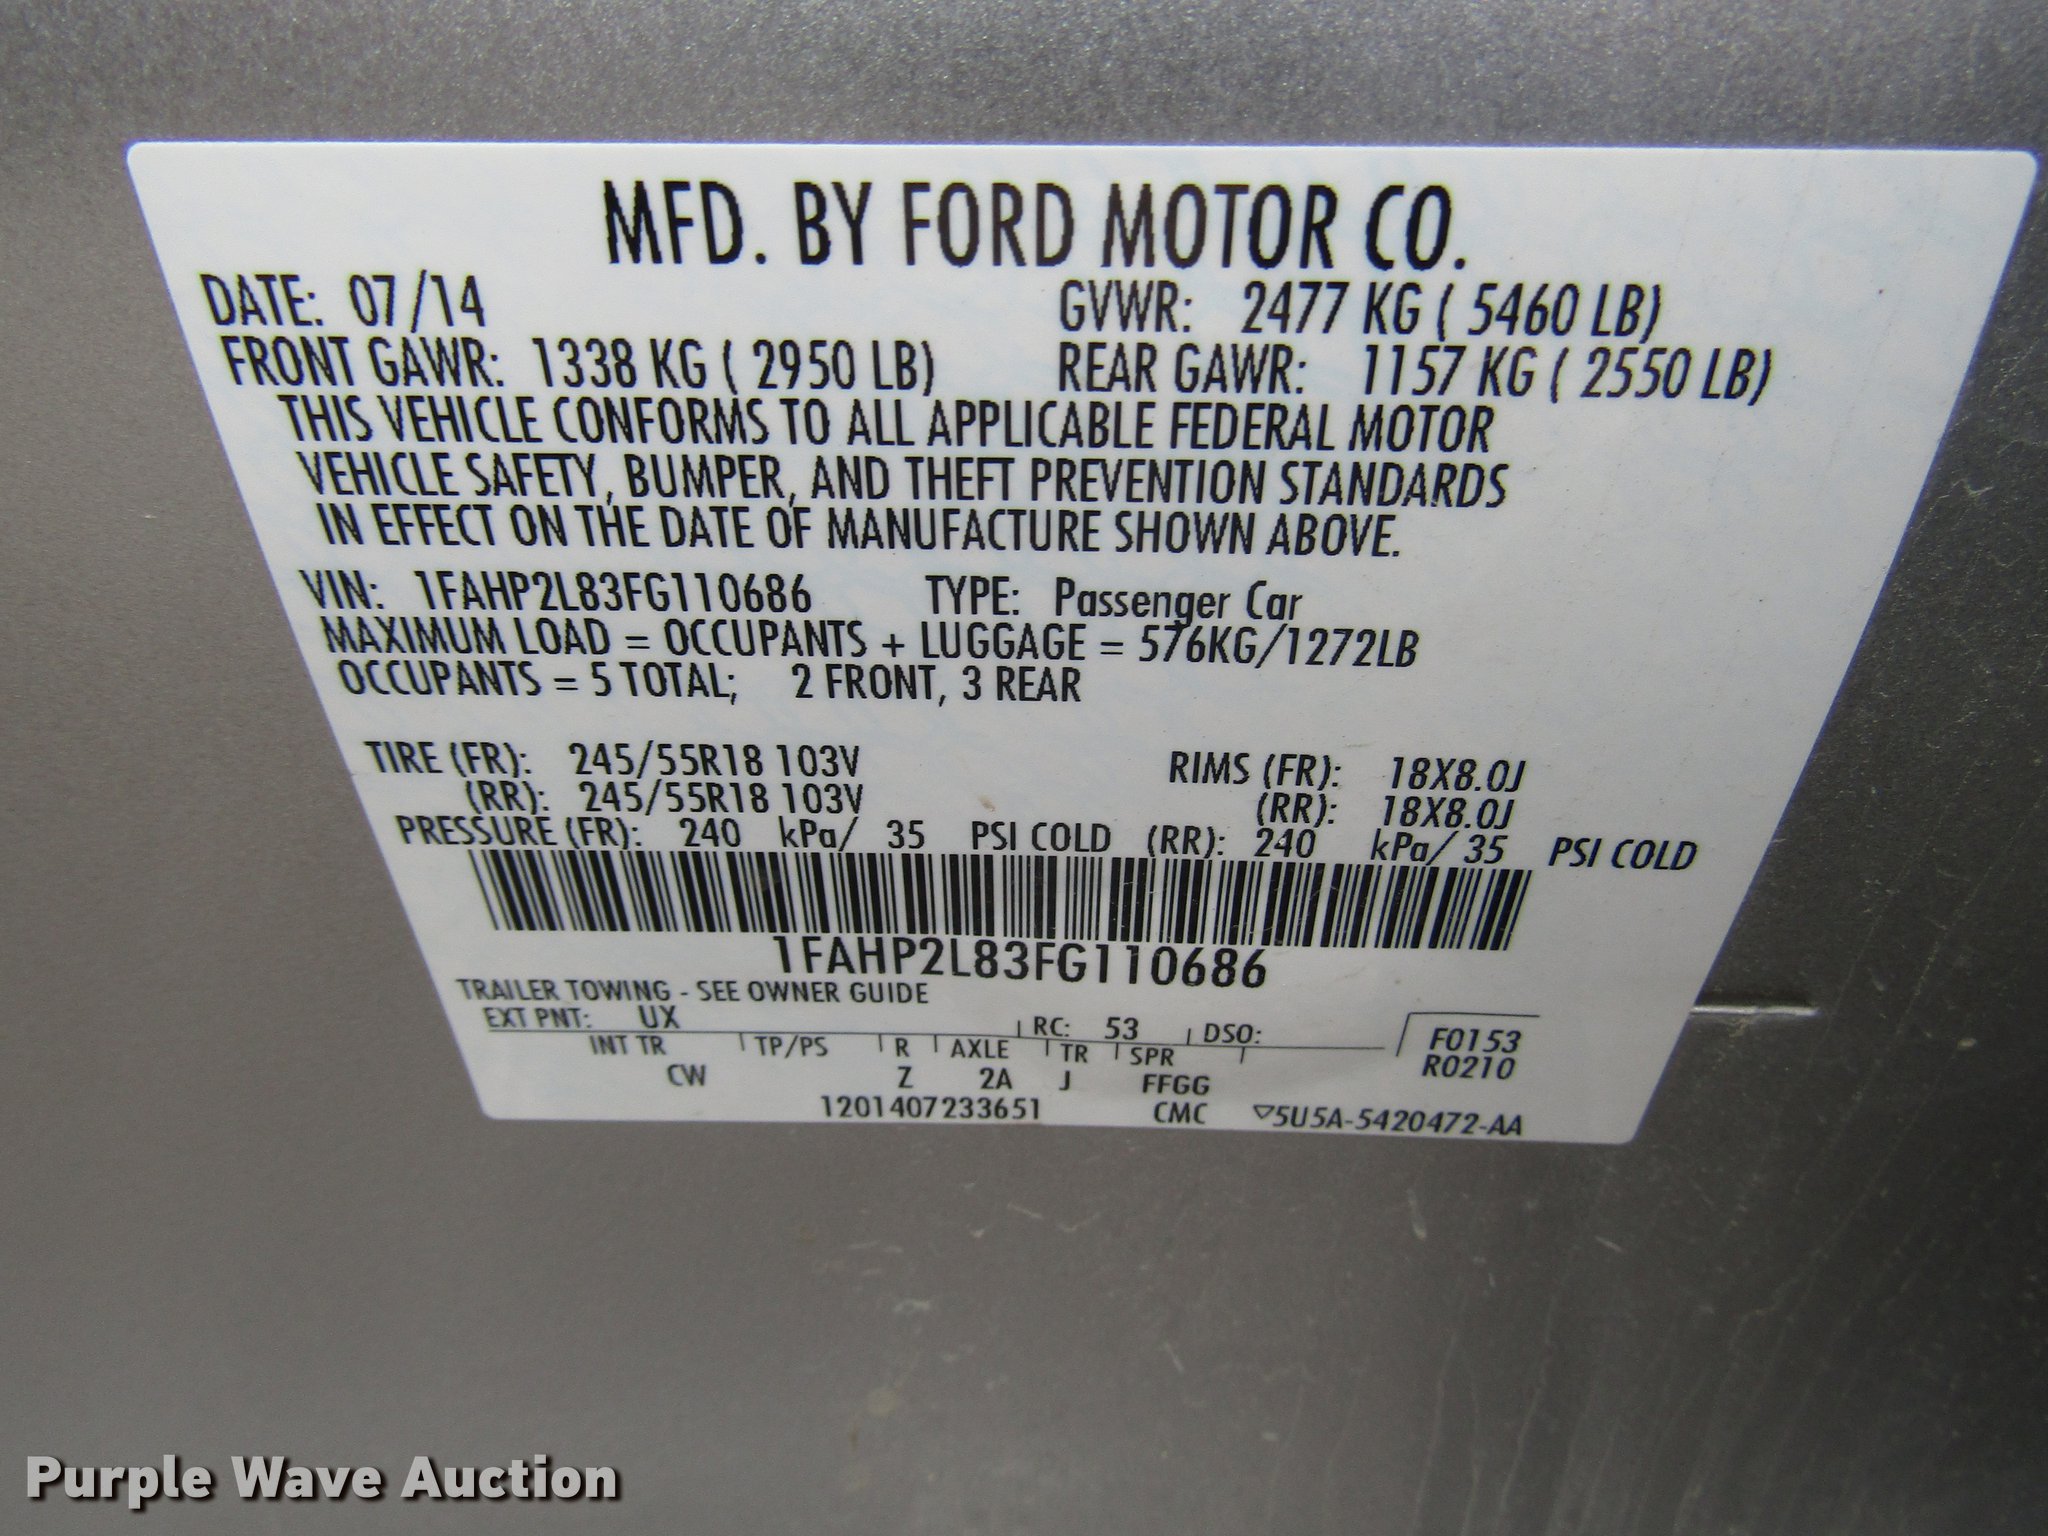 MFD. BY FORD MOTOR CO.
DATE: 07/14 GVWR: 2477 KG ( 5460 LB)
FRONT GAWR: 1338 KG ( 2950 LB) REAR GAWR: 1157 KG ( 2550 LB)
THIS VEHICLE CONFORMS TO ALL APPLICABLE FEDERAL MOTOR
VEHICLE SAFETY, BUMPER, AND THEFT PREVENTION STANDARDS
IN EFFECT ON THE DATE OF MANUFACTURE SHOWN ABOVE.
VIN: 1FAHP2L83FG110686 TYPE: Passenger Car
MAXIMUM LOAD = OCCUPANTS + LUGGAGE = 576KG/1272LB
OCCUPANTS = 5 TOTAL; 2 FRONT, 3 REAR
TIRE (FR): 245/55R18 103V RIMS (FR): 18X8.0J
(RR): 245/55R18 103V (RR): 18X8.0J
PRESSURE (FR): 240 kPa/ 35 PSI COLD (RR): 240 kPa/ 35 PSI COLD
1FAHP2L83FG110686
TRAILER TOWING - SEE OWNER GUIDE
EXT PNT: UX RC: 53 DSO: F0153
INT TR TP/PS R AXLE TR SPR R0210
CW Z 2A J FFGG
1201407233651 CMC ▽5U5A-5420472-AA
Purple Wave Auction